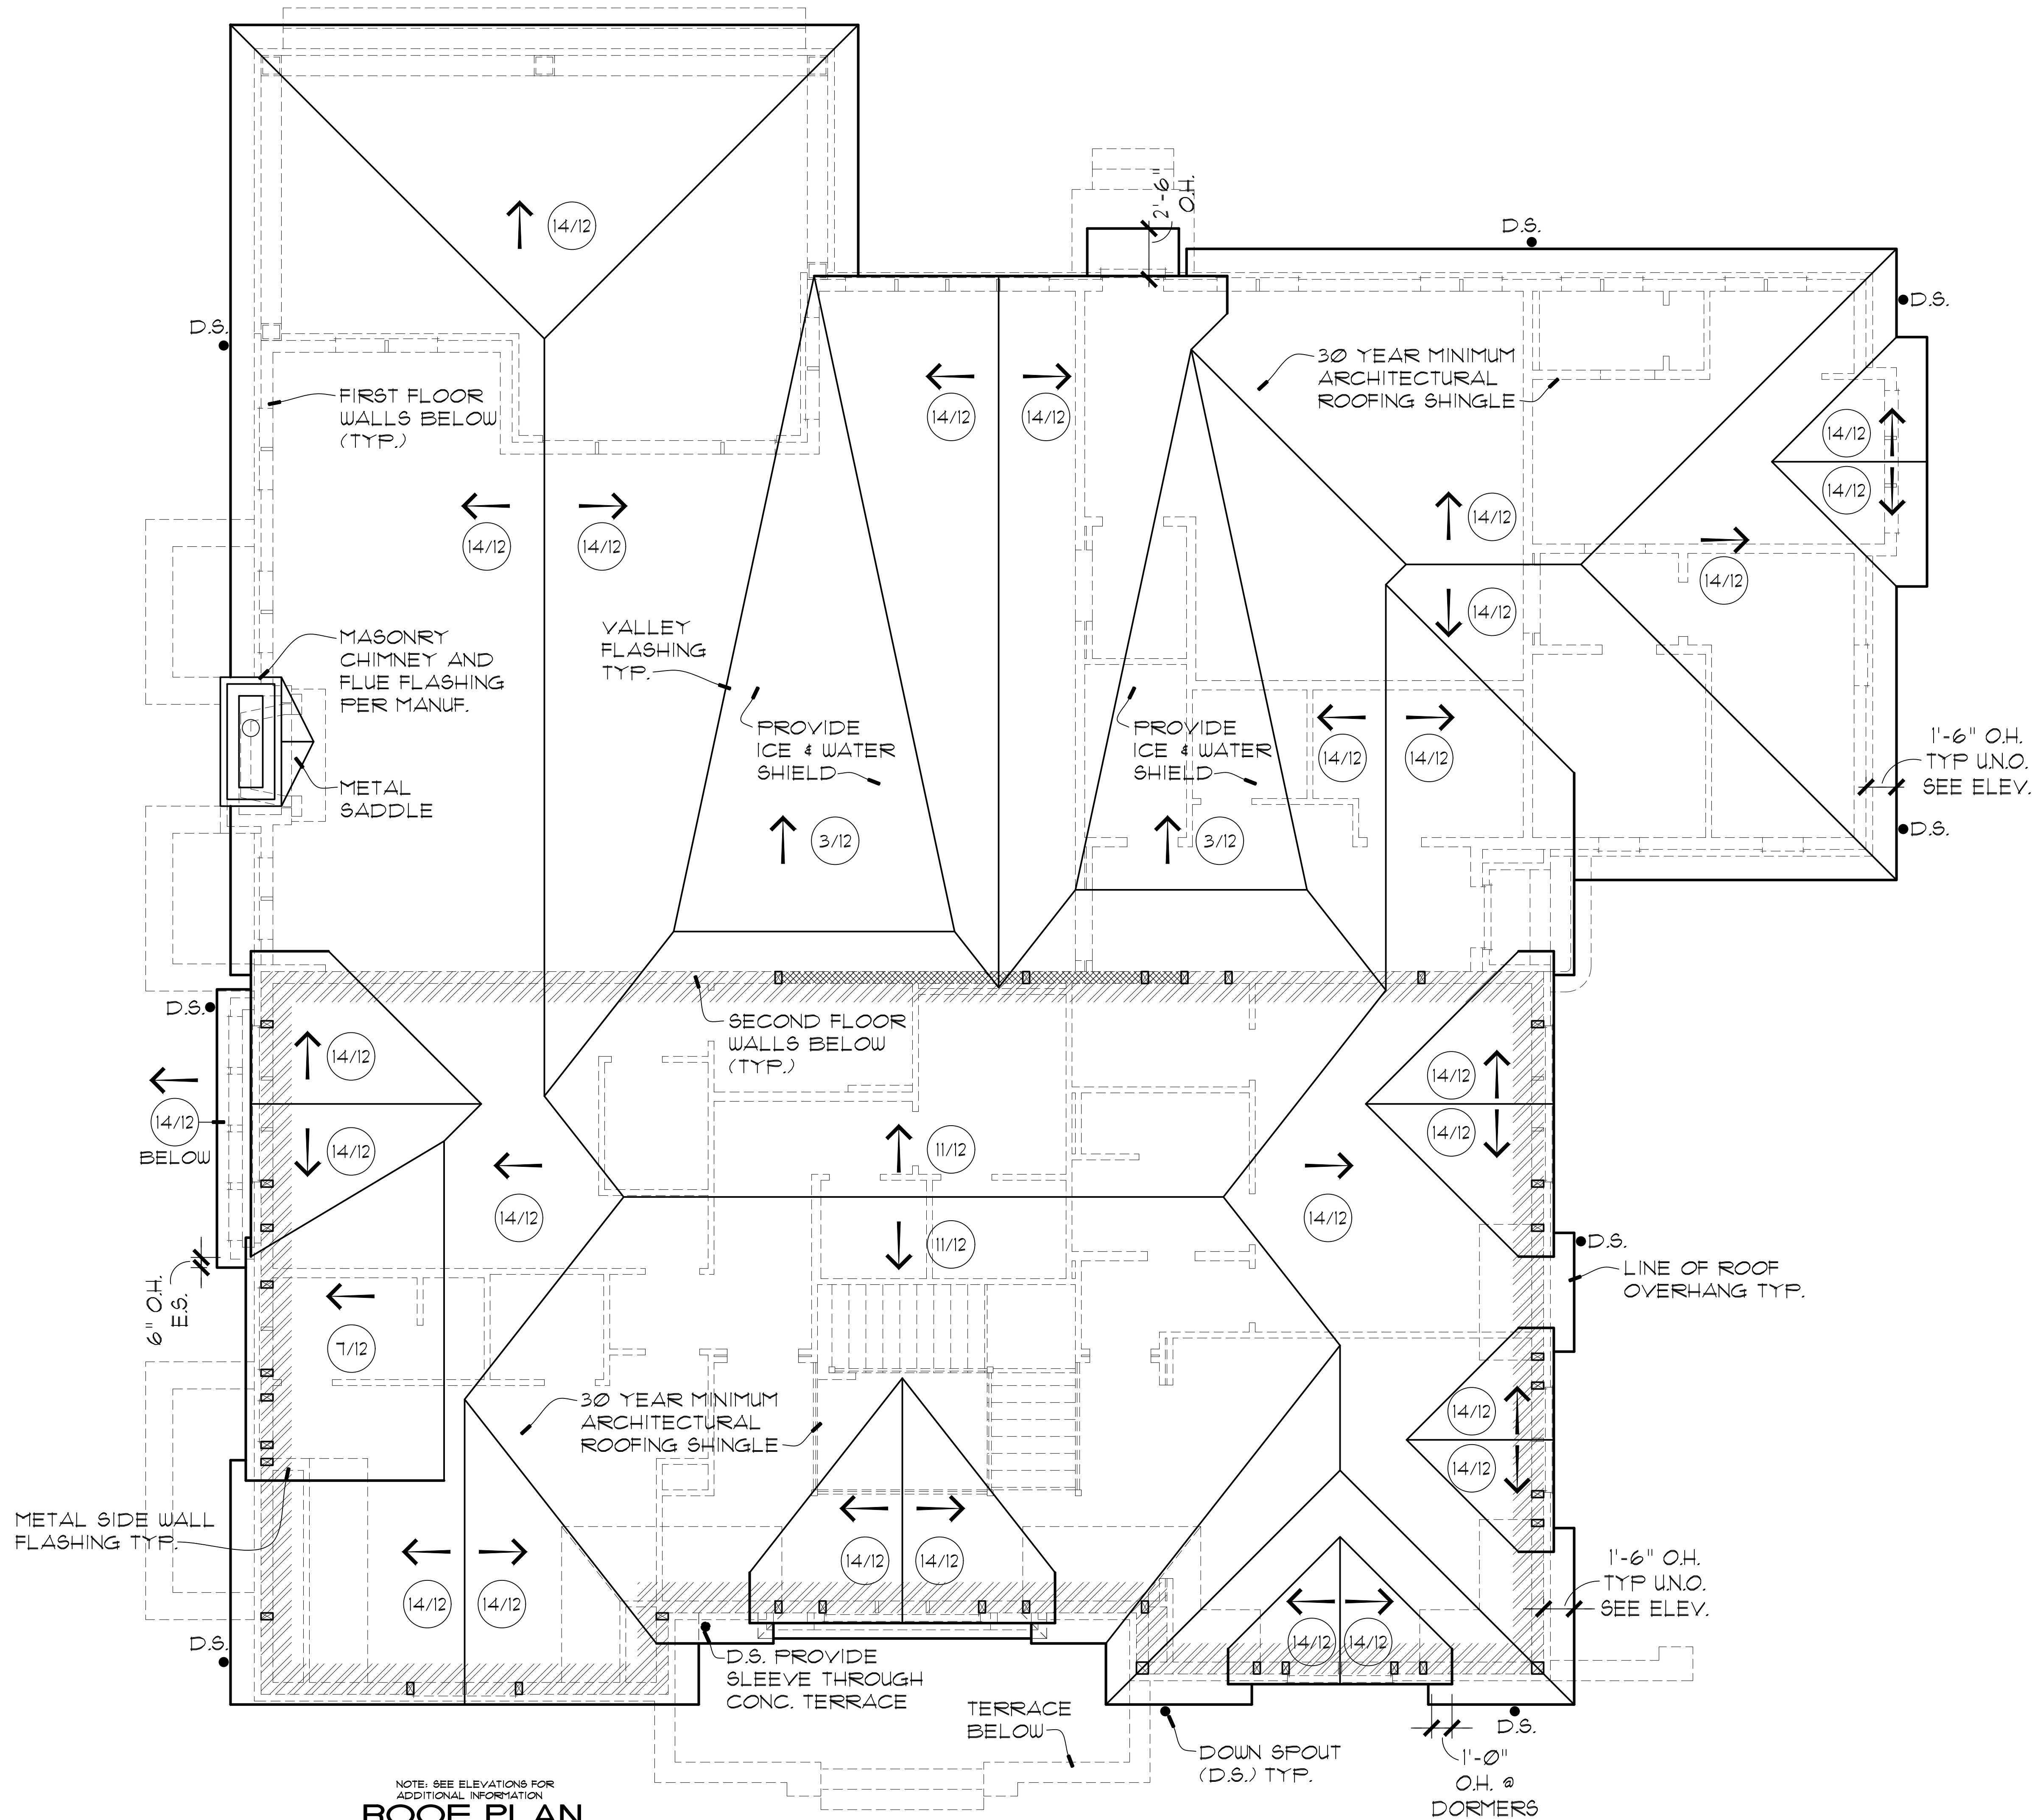 14/12
2'-6"
O.H.
D.S.
D.S.
D.S.
30 YEAR MINIMUM
ARCHITECTURAL
ROOFING SHINGLE
FIRST FLOOR
WALLS BELOW
(TYP.)
14/12
14/12
14/12
14/12
14/12
14/12
14/12
14/12
14/12
14/12
MASONRY
CHIMNEY AND
FLUE FLASHING
PER MANUF.
VALLEY
FLASHING
TYP.
PROVIDE
ICE & WATER
SHIELD
PROVIDE
ICE & WATER
SHIELD
14/12
14/12
1'-6" O.H.
TYP U.N.O.
SEE ELEV.
METAL
SADDLE
3/12
3/12
D.S.
D.S.
SECOND FLOOR
WALLS BELOW
(TYP.)
14/12
14/12
BELOW
14/12
14/12
11/12
11/12
14/12
14/12
14/12
D.S.
LINE OF ROOF
OVERHANG TYP.
6" O.H.
E.S.
7/12
30 YEAR MINIMUM
ARCHITECTURAL
ROOFING SHINGLE
14/12
14/12
METAL SIDE WALL
FLASHING TYP.
14/12
14/12
14/12
14/12
14/12
14/12
1'-6" O.H.
TYP U.N.O.
SEE ELEV.
D.S.
D.S. PROVIDE
SLEEVE THROUGH
CONC. TERRACE
TERRACE
BELOW
DOWN SPOUT
(D.S.) TYP.
D.S.
1'-0"
O.H. @
DORMERS
NOTE: SEE ELEVATIONS FOR
ADDITIONAL INFORMATION
ROOF PLAN